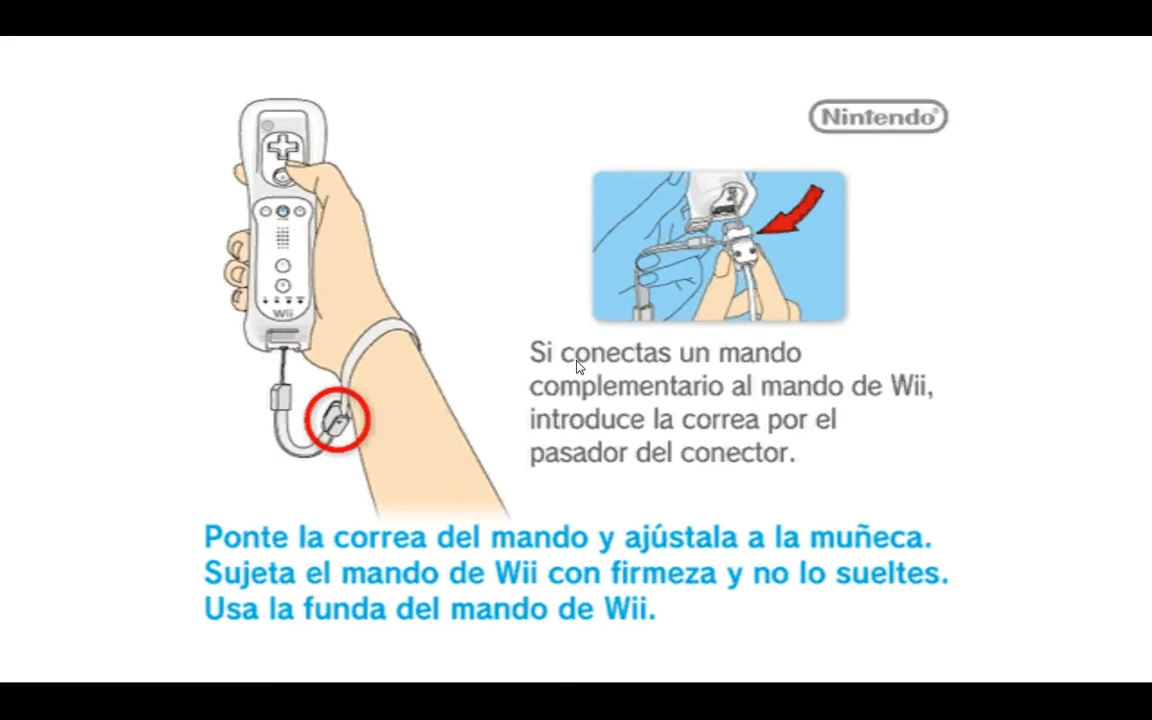 Nintendo®
Wii
Si conectas un mando
complementario al mando de Wii,
introduce la correa por el
pasador del conector.
Ponte la correa del mando y ajústala a la muñeca.
Sujeta el mando de Wii con firmeza y no lo sueltes.
Usa la funda del mando de Wii.